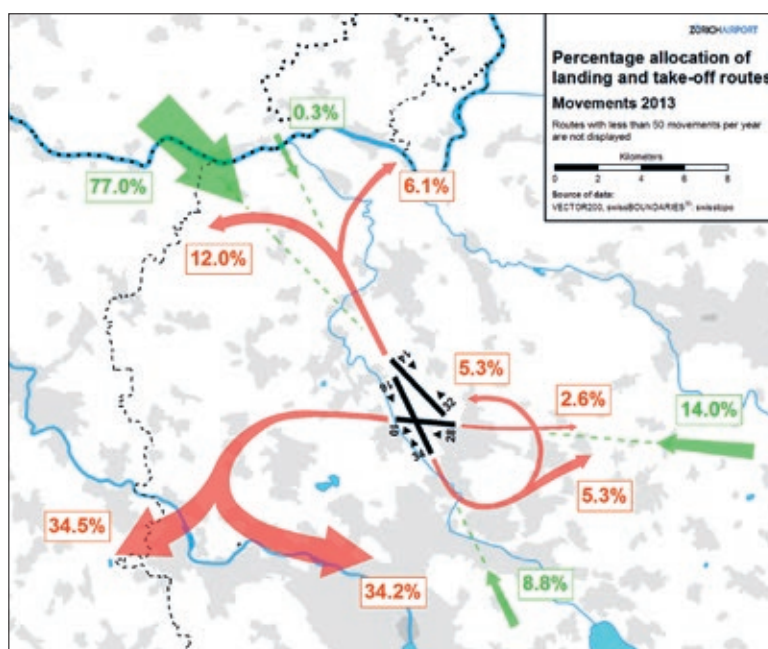 ZÜRICHAIRPORT
Percentage allocation of
landing and take-off routes
Movements 2013
Routes with less than 50 movements per year
are not displayed
Kilometers
0 2 4 6 8
Source of data:
VECTOR200, swissBOUNDARIES3D: swisstopo
0.3%
77.0%
6.1%
12.0%
14
16
5.3%
32
2.6%
14.0%
10
28
34
5.3%
34.5%
34.2%
8.8%